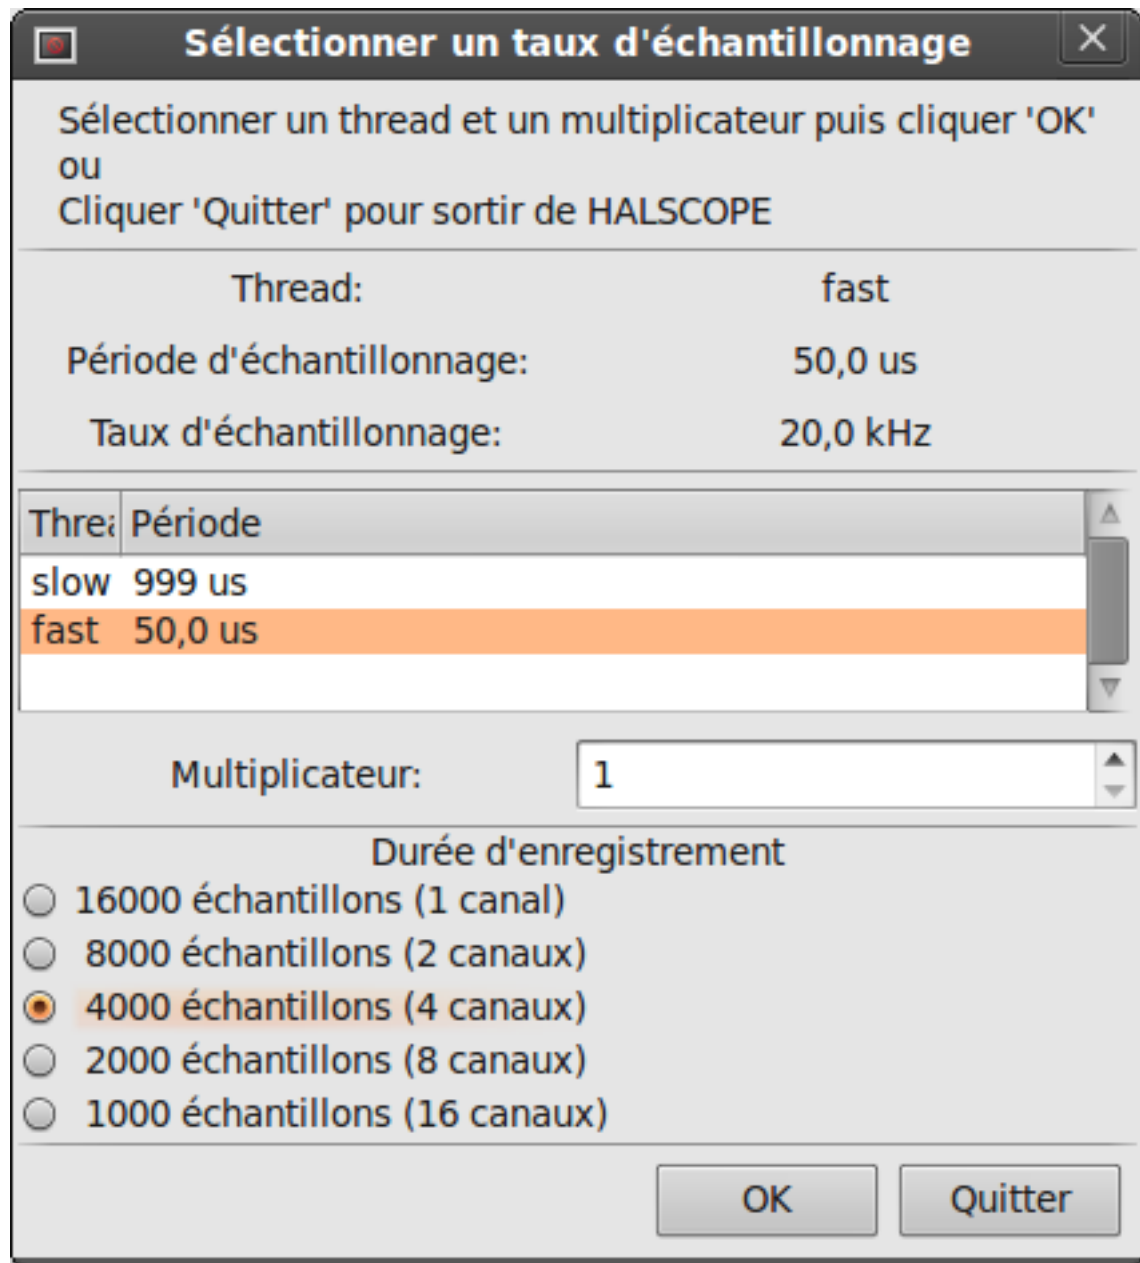 Sélectionner un taux d'échantillonnage
Sélectionner un thread et un multiplicateur puis cliquer 'OK'
ou
Cliquer 'Quitter' pour sortir de HALSCOPE
Thread: fast
Période d'échantillonnage: 50,0 us
Taux d'échantillonnage: 20,0 kHz
Threa Période
slow 999 us
fast 50,0 us
Multiplicateur: 1
Durée d'enregistrement
16000 échantillons (1 canal)
8000 échantillons (2 canaux)
4000 échantillons (4 canaux)
2000 échantillons (8 canaux)
1000 échantillons (16 canaux)
OK Quitter